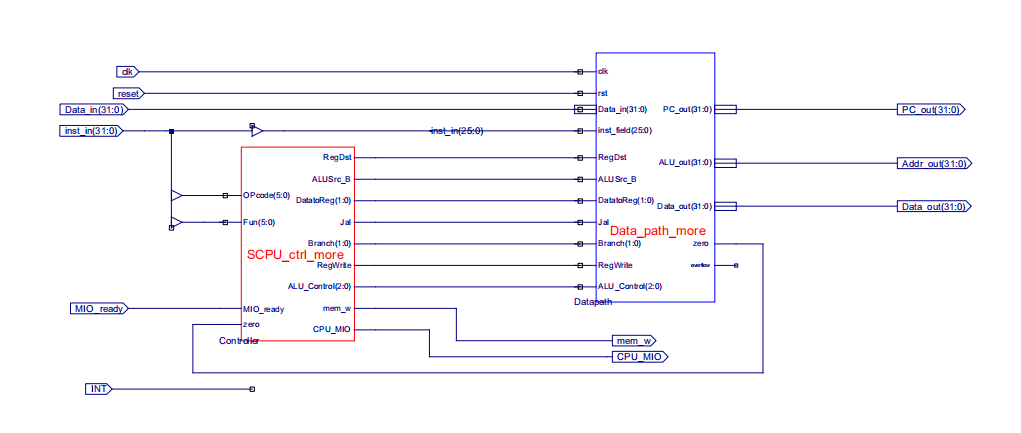 clk
clk
reset
rst
Data_in(31:0)
Data_in(31:0)
PC_out(31:0)
PC_out(31:0)
inst_in(31:0)
inst_in(25:0)
inst_field(25:0)
RegDst
RegDst
ALU_out(31:0)
Addr_out(31:0)
ALUSrc_B
ALUSrc_B
OPcode(5:0)
DatatoReg(1:0)
DatatoReg(1:0)
Data_out(31:0)
Data_out(31:0)
Fun(5:0)
Jal
Jal
Data_path_more
Branch(1:0)
Branch(1:0)
zero
SCPU_ctrl_more
RegWrite
RegWrite
overflow
ALU_Control(2:0)
ALU_Control(2:0)
Datapath
MIO_ready
MIO_ready
mem_w
zero
CPU_MIO
Controller
mem_w
CPU_MIO
INT